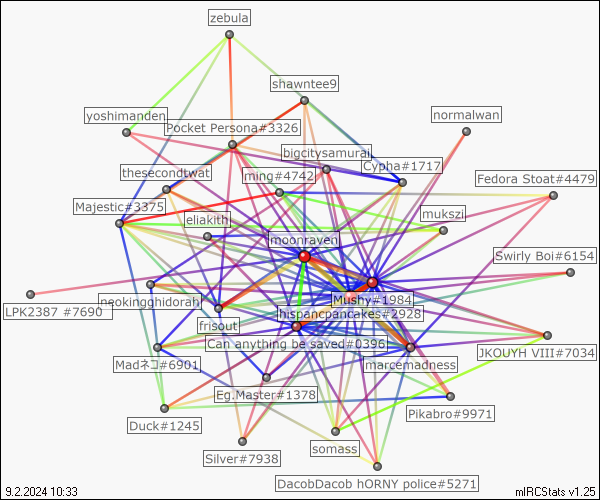 zebula
shawntee9
yoshimanden
normalwan
Pocket Persona#3326
bigcitysamurai
thesecondtwat
ming#4742
Cypha#1717
Fedora Stoat#4479
Majestic#3375
eliakith
mukszi
moonraven
Swirly Boi#6154
neokingghidorah
Mushy#1984
LPK2387 #7690
hispancpancakes#2928
frisout
Can anything be saved#0396
JKOUYH VIII#7034
Madネコ#6901
marcemadness
Eg.Master#1378
Pikabro#9971
Duck#1245
somass
Silver#7938
DacobDacob hORNY police#5271
9.2.2024 10:33
mIRCStats v1.25